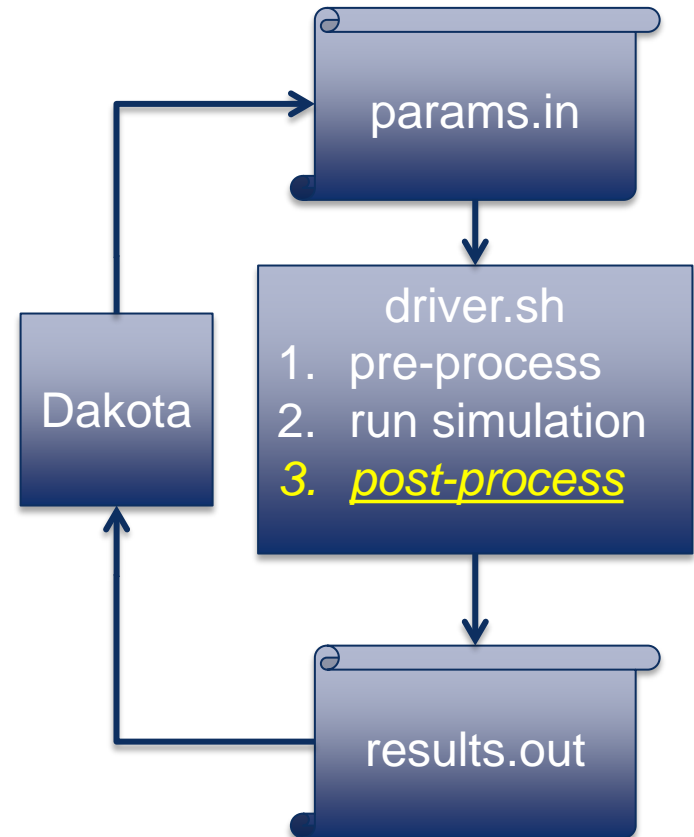 params.in
driver.sh
1. pre-process
2. run simulation
3. post-process
Dakota
results.out